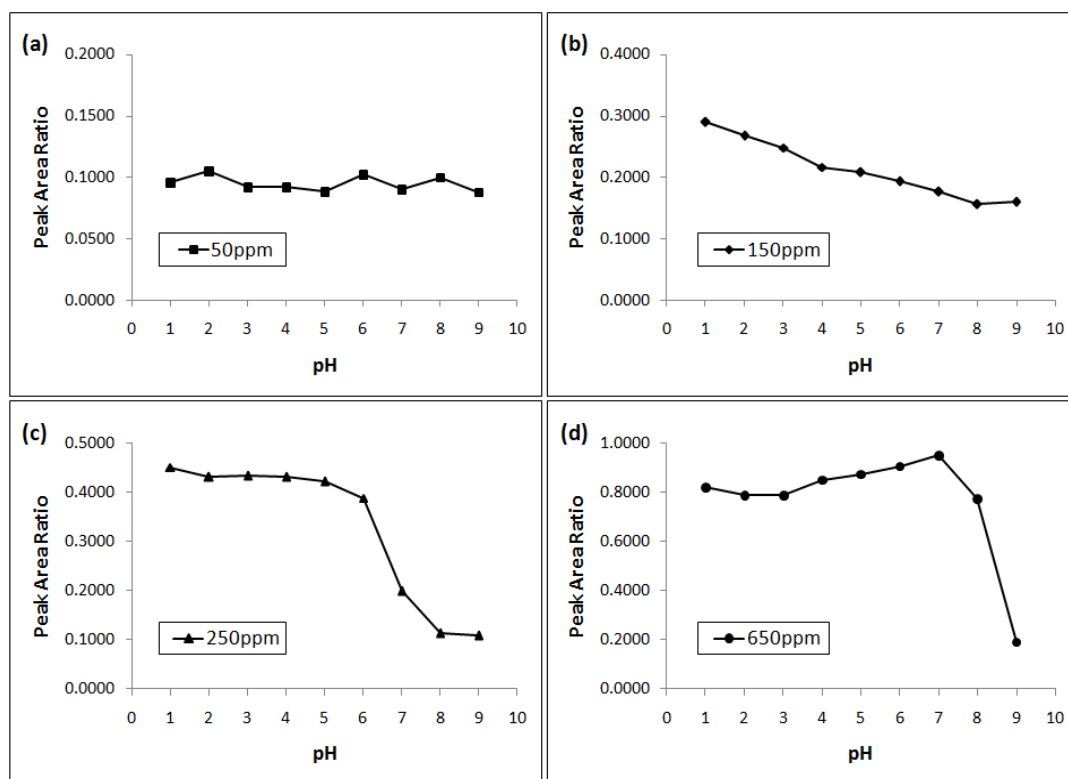 (a)
0.2000
0.1500
0.1000
0.0500
0.0000
Peak Area Ratio
50ppm
0 1 2 3 4 5 6 7 8 9 10
pH
(b)
0.4000
0.3000
0.2000
0.1000
0.0000
Peak Area Ratio
150ppm
0 1 2 3 4 5 6 7 8 9 10
pH
(c)
0.5000
0.4000
0.3000
0.2000
0.1000
0.0000
Peak Area Ratio
250ppm
0 1 2 3 4 5 6 7 8 9 10
pH
(d)
1.0000
0.8000
0.6000
0.4000
0.2000
0.0000
Peak Area Ratio
650ppm
0 1 2 3 4 5 6 7 8 9 10
pH